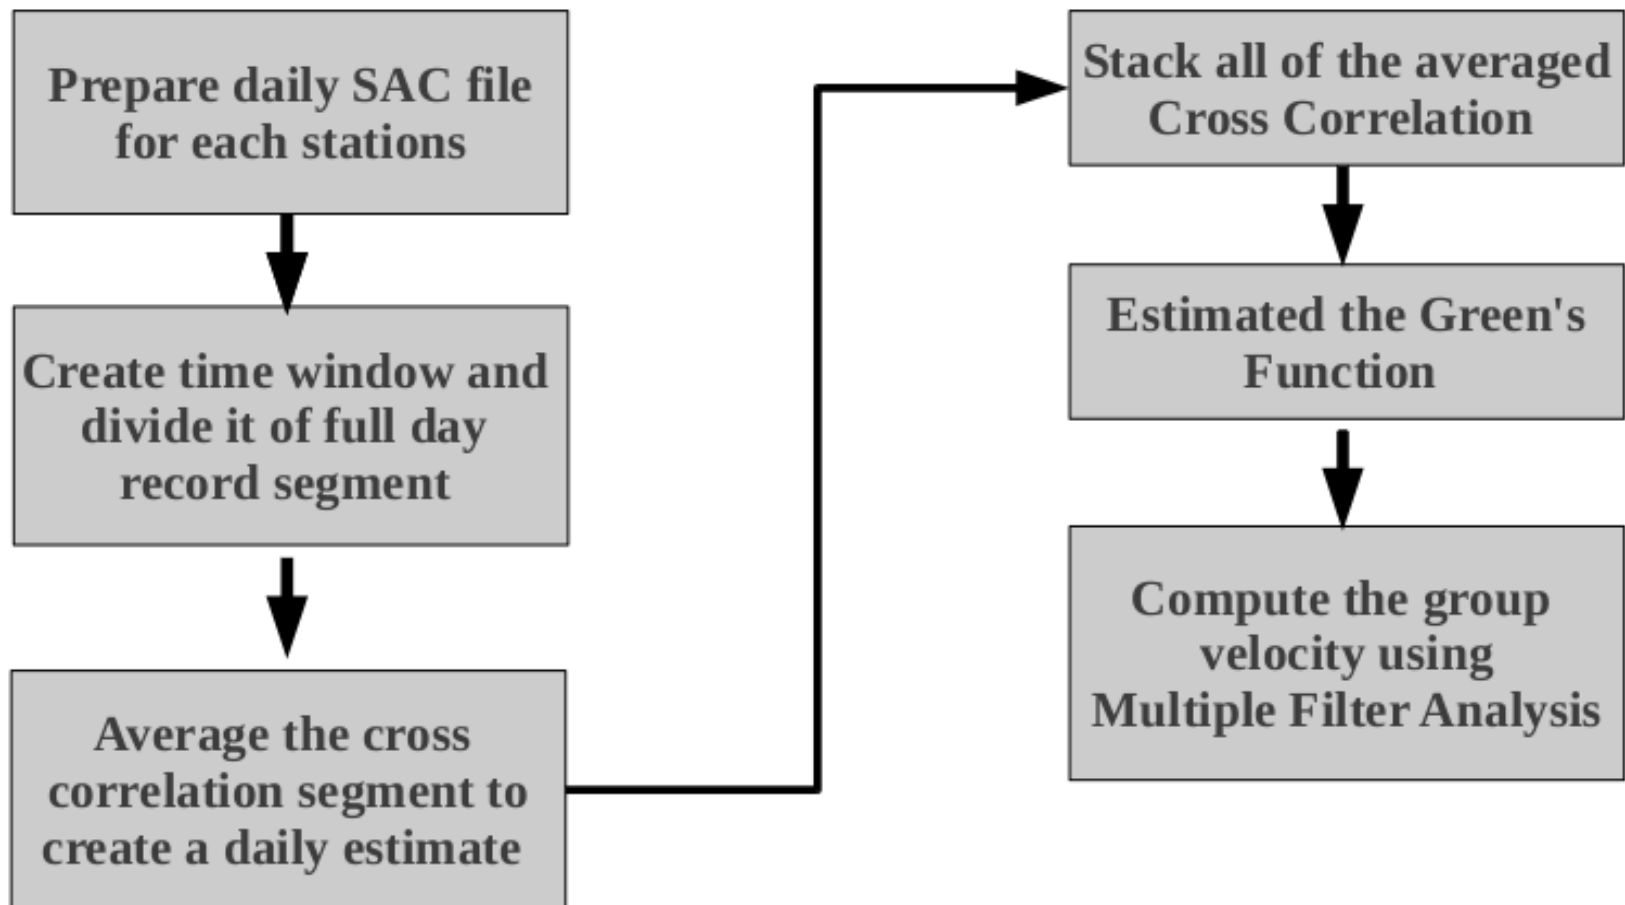 Prepare daily SAC file
for each stations
Create time window and
divide it of full day
record segment
Average the cross
correlation segment to
create a daily estimate
Stack all of the averaged
Cross Correlation
Estimated the Green's
Function
Compute the group
velocity using
Multiple Filter Analysis